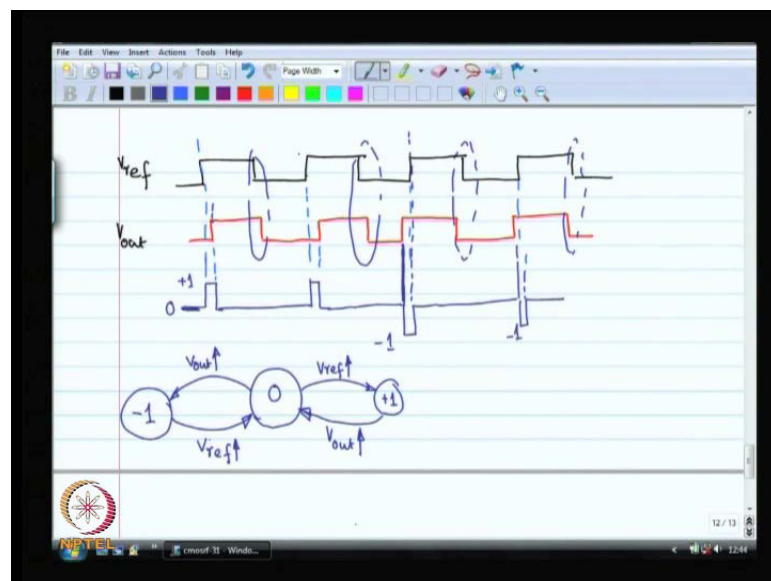 File Edit View Insert Actions Tools Help
Page Width
B I
Vref
Vout
+1
0
-1
-1
Vout↑
Vref↑
-1
0
+1
Vref↑
Vout↑
12 / 13
NPTEL
cmosrf-31 - Windo...
12:44